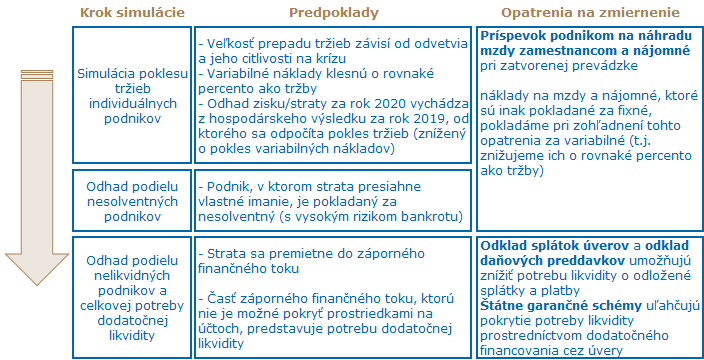 Krok simulácie
Predpoklady
Opatrenia na zmiernenie
Simulácia poklesu
tržieb
individuálnych
podnikov
- Veľkosť prepadu tržieb závisí od odvetvia
a jeho citlivosti na krízu
- Variabilné náklady klesnú o rovnaké
percento ako tržby
- Odhad zisku/straty za rok 2020 vychádza
z hospodárskeho výsledku za rok 2019, od
ktorého sa odpočíta pokles tržieb (znížený
o pokles variabilných nákladov)
Príspevok podnikom na náhradu
mzdy zamestnancom a nájomné
pri zatvorenej prevádzke
náklady na mzdy a nájomné, ktoré
sú inak pokladané za fixné,
pokladáme pri zohľadnení tohto
opatrenia za variabilné (t.j.
znižujeme ich o rovnaké percento
ako tržby)
Odhad podielu
nesolventných
podnikov
- Podnik, v ktorom strata presiahne
vlastné imanie, je pokladaný za
nesolventný (s vysokým rizikom bankrotu)
Odhad podielu
nelikvidných
podnikov a
celkovej potreby
dodatočnej
likvidity
- Strata sa premietne do záporného
finančného toku
- Časť záporného finančného toku, ktorú
nie je možné pokryť prostriedkami na
účtoch, predstavuje potrebu dodatočnej
likvidity
Odklad splátok úverov a odklad
daňových preddavkov umožňujú
znížiť potrebu likvidity o odložené
splátky a platby
Štátne garančné schémy uľahčujú
pokrytie potreby likvidity
prostredníctvom dodatočného
financovania cez úvery